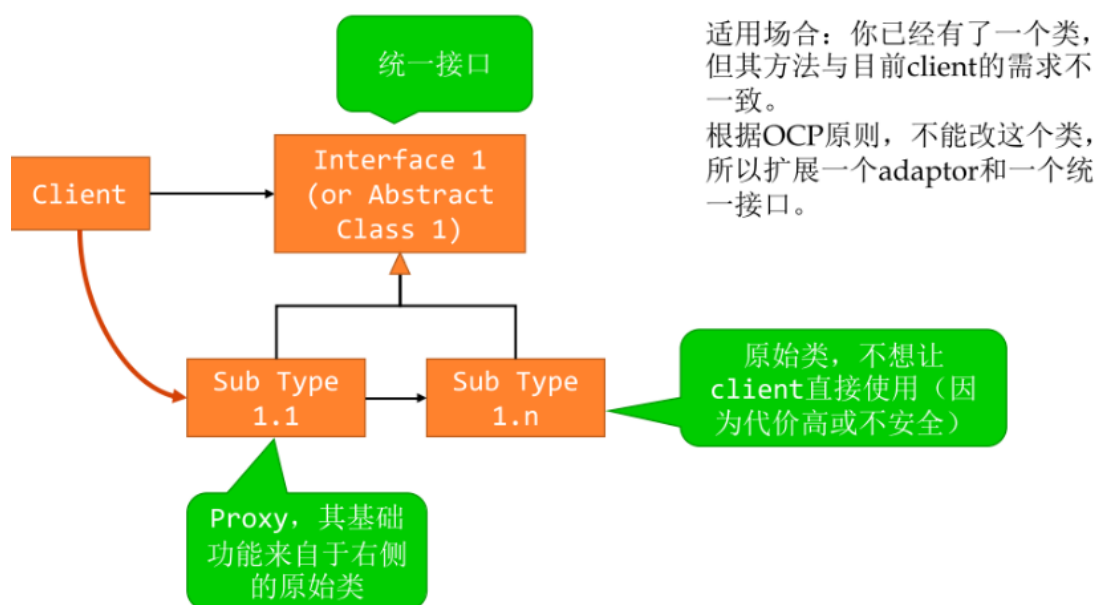 统一接口
适用场合：你已经有了一个类，
但其方法与目前client的需求不
一致。
根据OCP原则，不能改这个类，
所以扩展一个adaptor和一个统
一接口。
Client
Interface 1
(or Abstract
Class 1)
Sub Type
1.1
Sub Type
1.n
原始类，不想让
client直接使用（因
为代价高或不安全）
Proxy，其基础
功能来自于右侧
的原始类